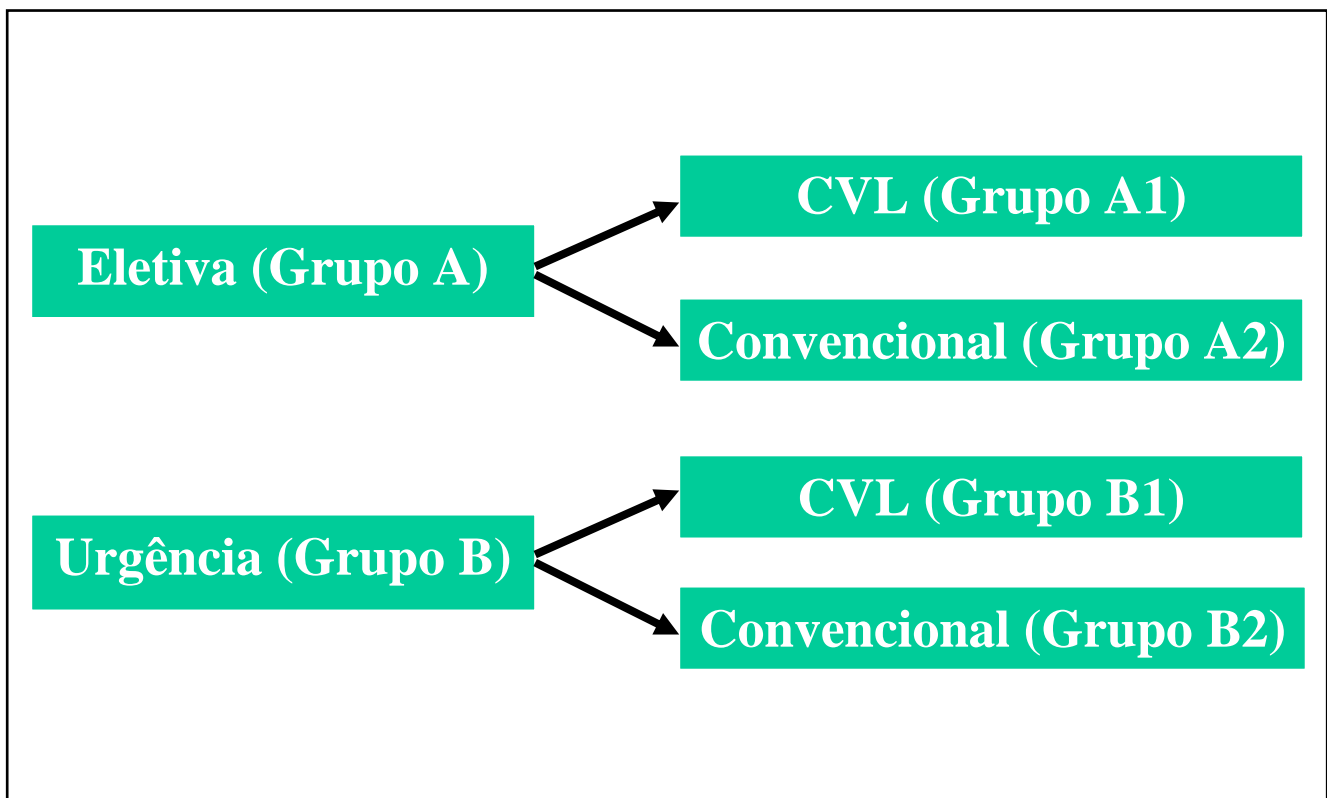 Eletiva (Grupo A)
CVL (Grupo A1)
Convencional (Grupo A2)
Urgência (Grupo B)
CVL (Grupo B1)
Convencional (Grupo B2)